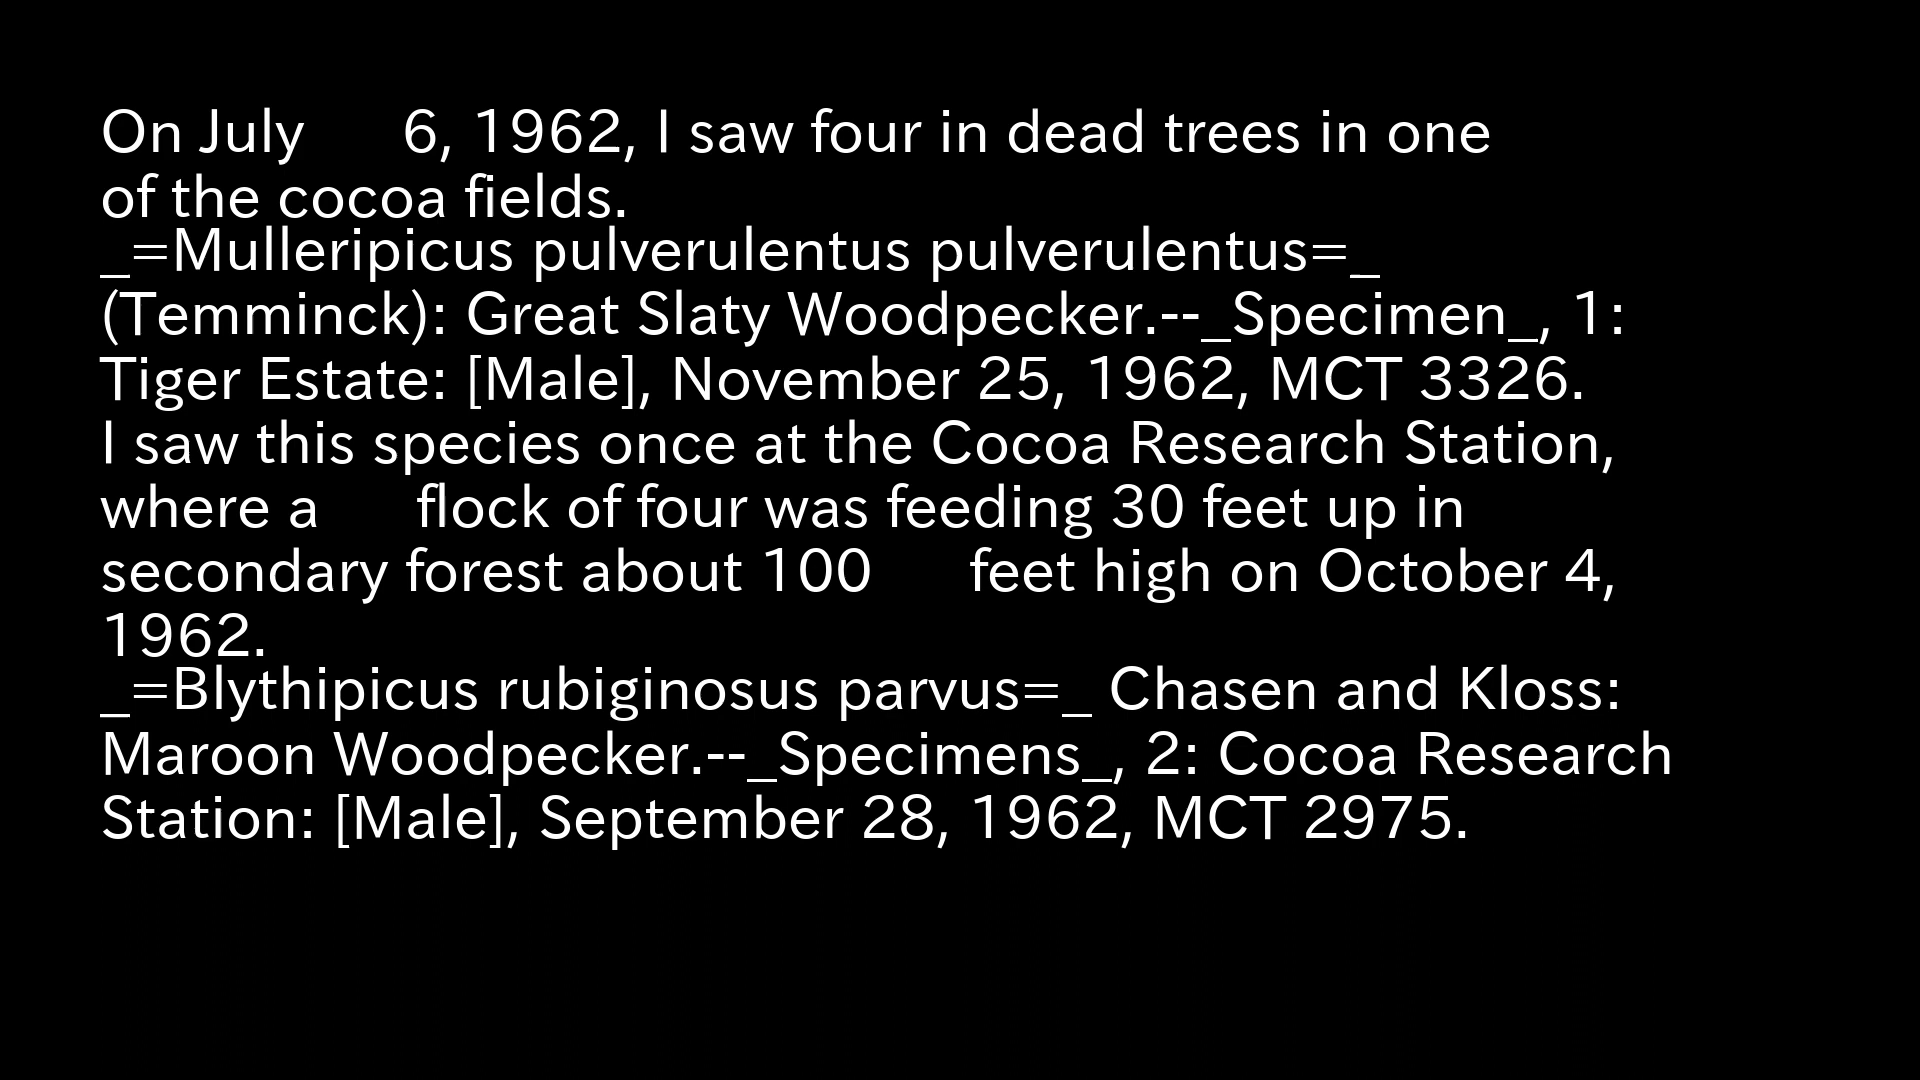 On July      6, 1962, I saw four in dead trees in one
of the cocoa fields.
_=Mulleripicus pulverulentus pulverulentus=_
(Temminck): Great Slaty Woodpecker.--_Specimen_, 1:
Tiger Estate: [Male], November 25, 1962, MCT 3326.
I saw this species once at the Cocoa Research Station,
where a      flock of four was feeding 30 feet up in
secondary forest about 100      feet high on October 4,
1962.
_=Blythipicus rubiginosus parvus=_ Chasen and Kloss:
Maroon Woodpecker.--_Specimens_, 2: Cocoa Research
Station: [Male], September 28, 1962, MCT 2975.